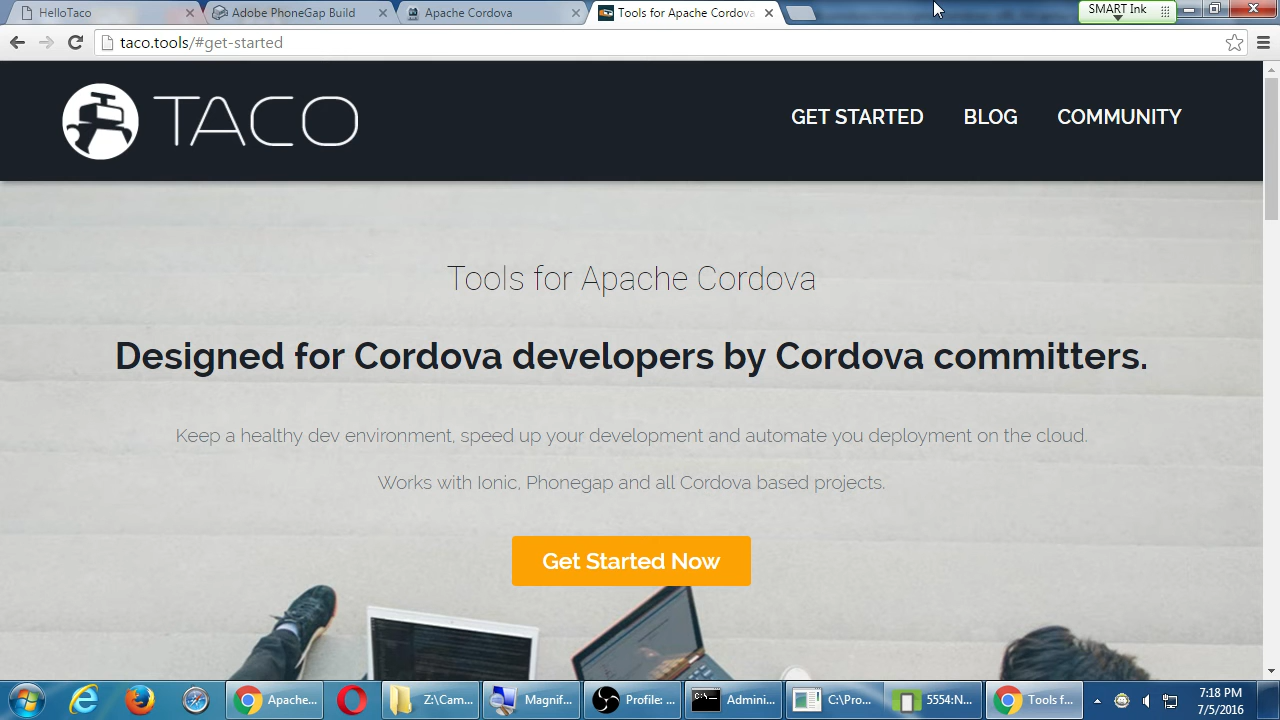 HelloTaco
Adobe PhoneGap Build
Apache Cordova
Tools for Apache Cordova
SMART Ink
taco.tools/#get-started
TACO
GET STARTED
BLOG
COMMUNITY
Tools for Apache Cordova
Designed for Cordova developers by Cordova committers.
Keep a healthy dev environment, speed up your development and automate you deployment on the cloud.
Works with Ionic, Phonegap and all Cordova based projects.
Get Started Now
Apache...
Z:\Cam...
Magnif...
Profile: ...
Admini...
C:\Pro...
5554:N...
Tools f...
7:18 PM
7/5/2016